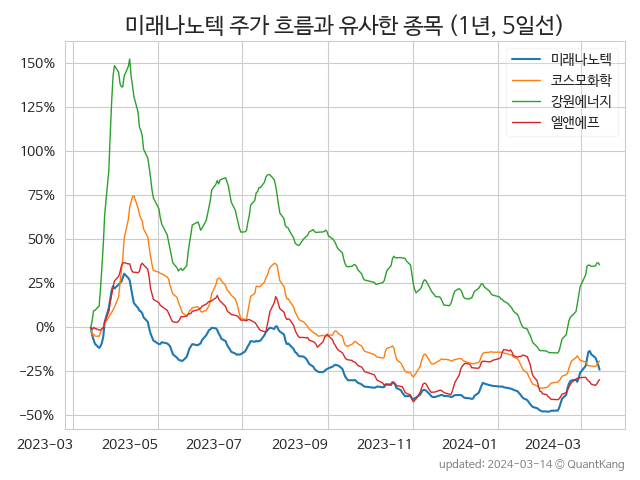 미래나노텍 주가 흐름과 유사한 종목 (1년, 5일선)
미래나노텍
코스모화학
강원에너지
엘앤에프
150%
125%
100%
75%
50%
25%
0%
−25%
−50%
2023-03 2023-05 2023-07 2023-09 2023-11 2024-01 2024-03
updated: 2024-03-14 © QuantKang